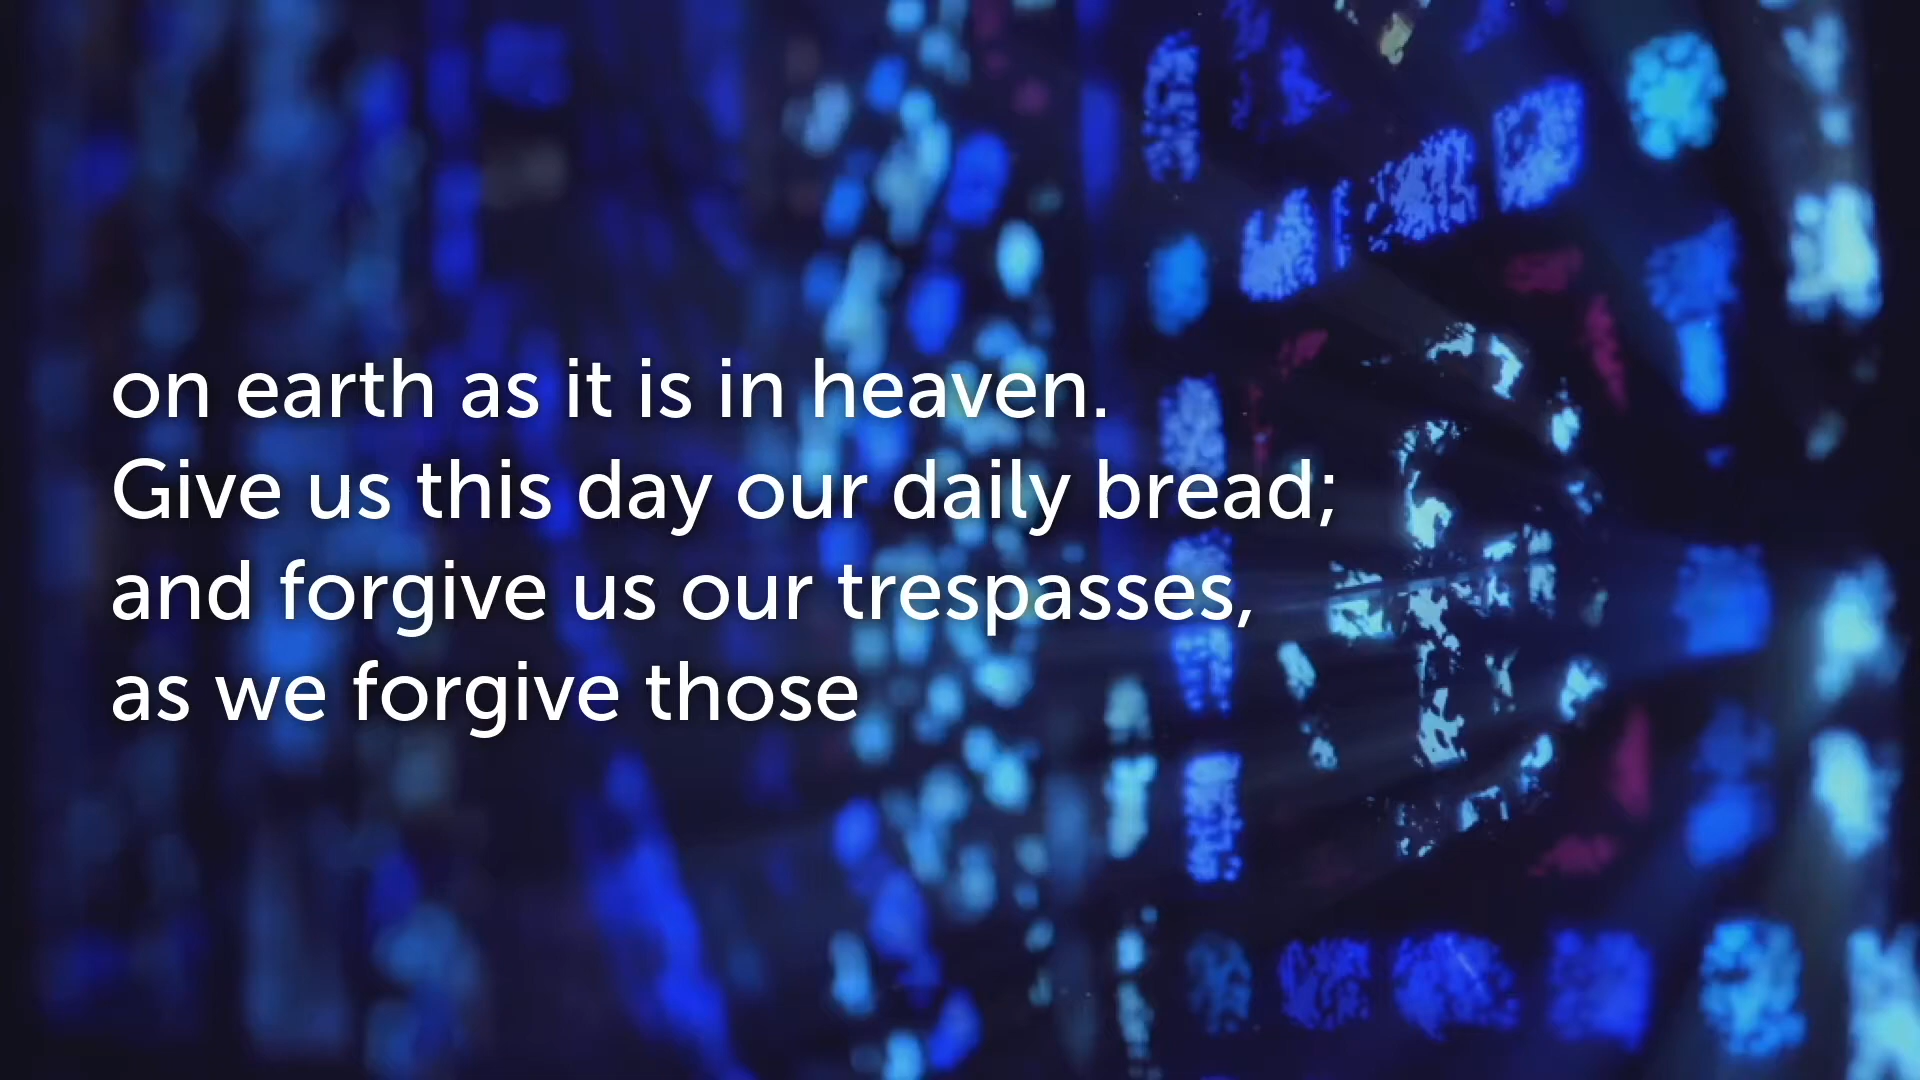 on earth as it is in heaven.
Give us this day our daily bread;
and forgive us our trespasses,
as we forgive those